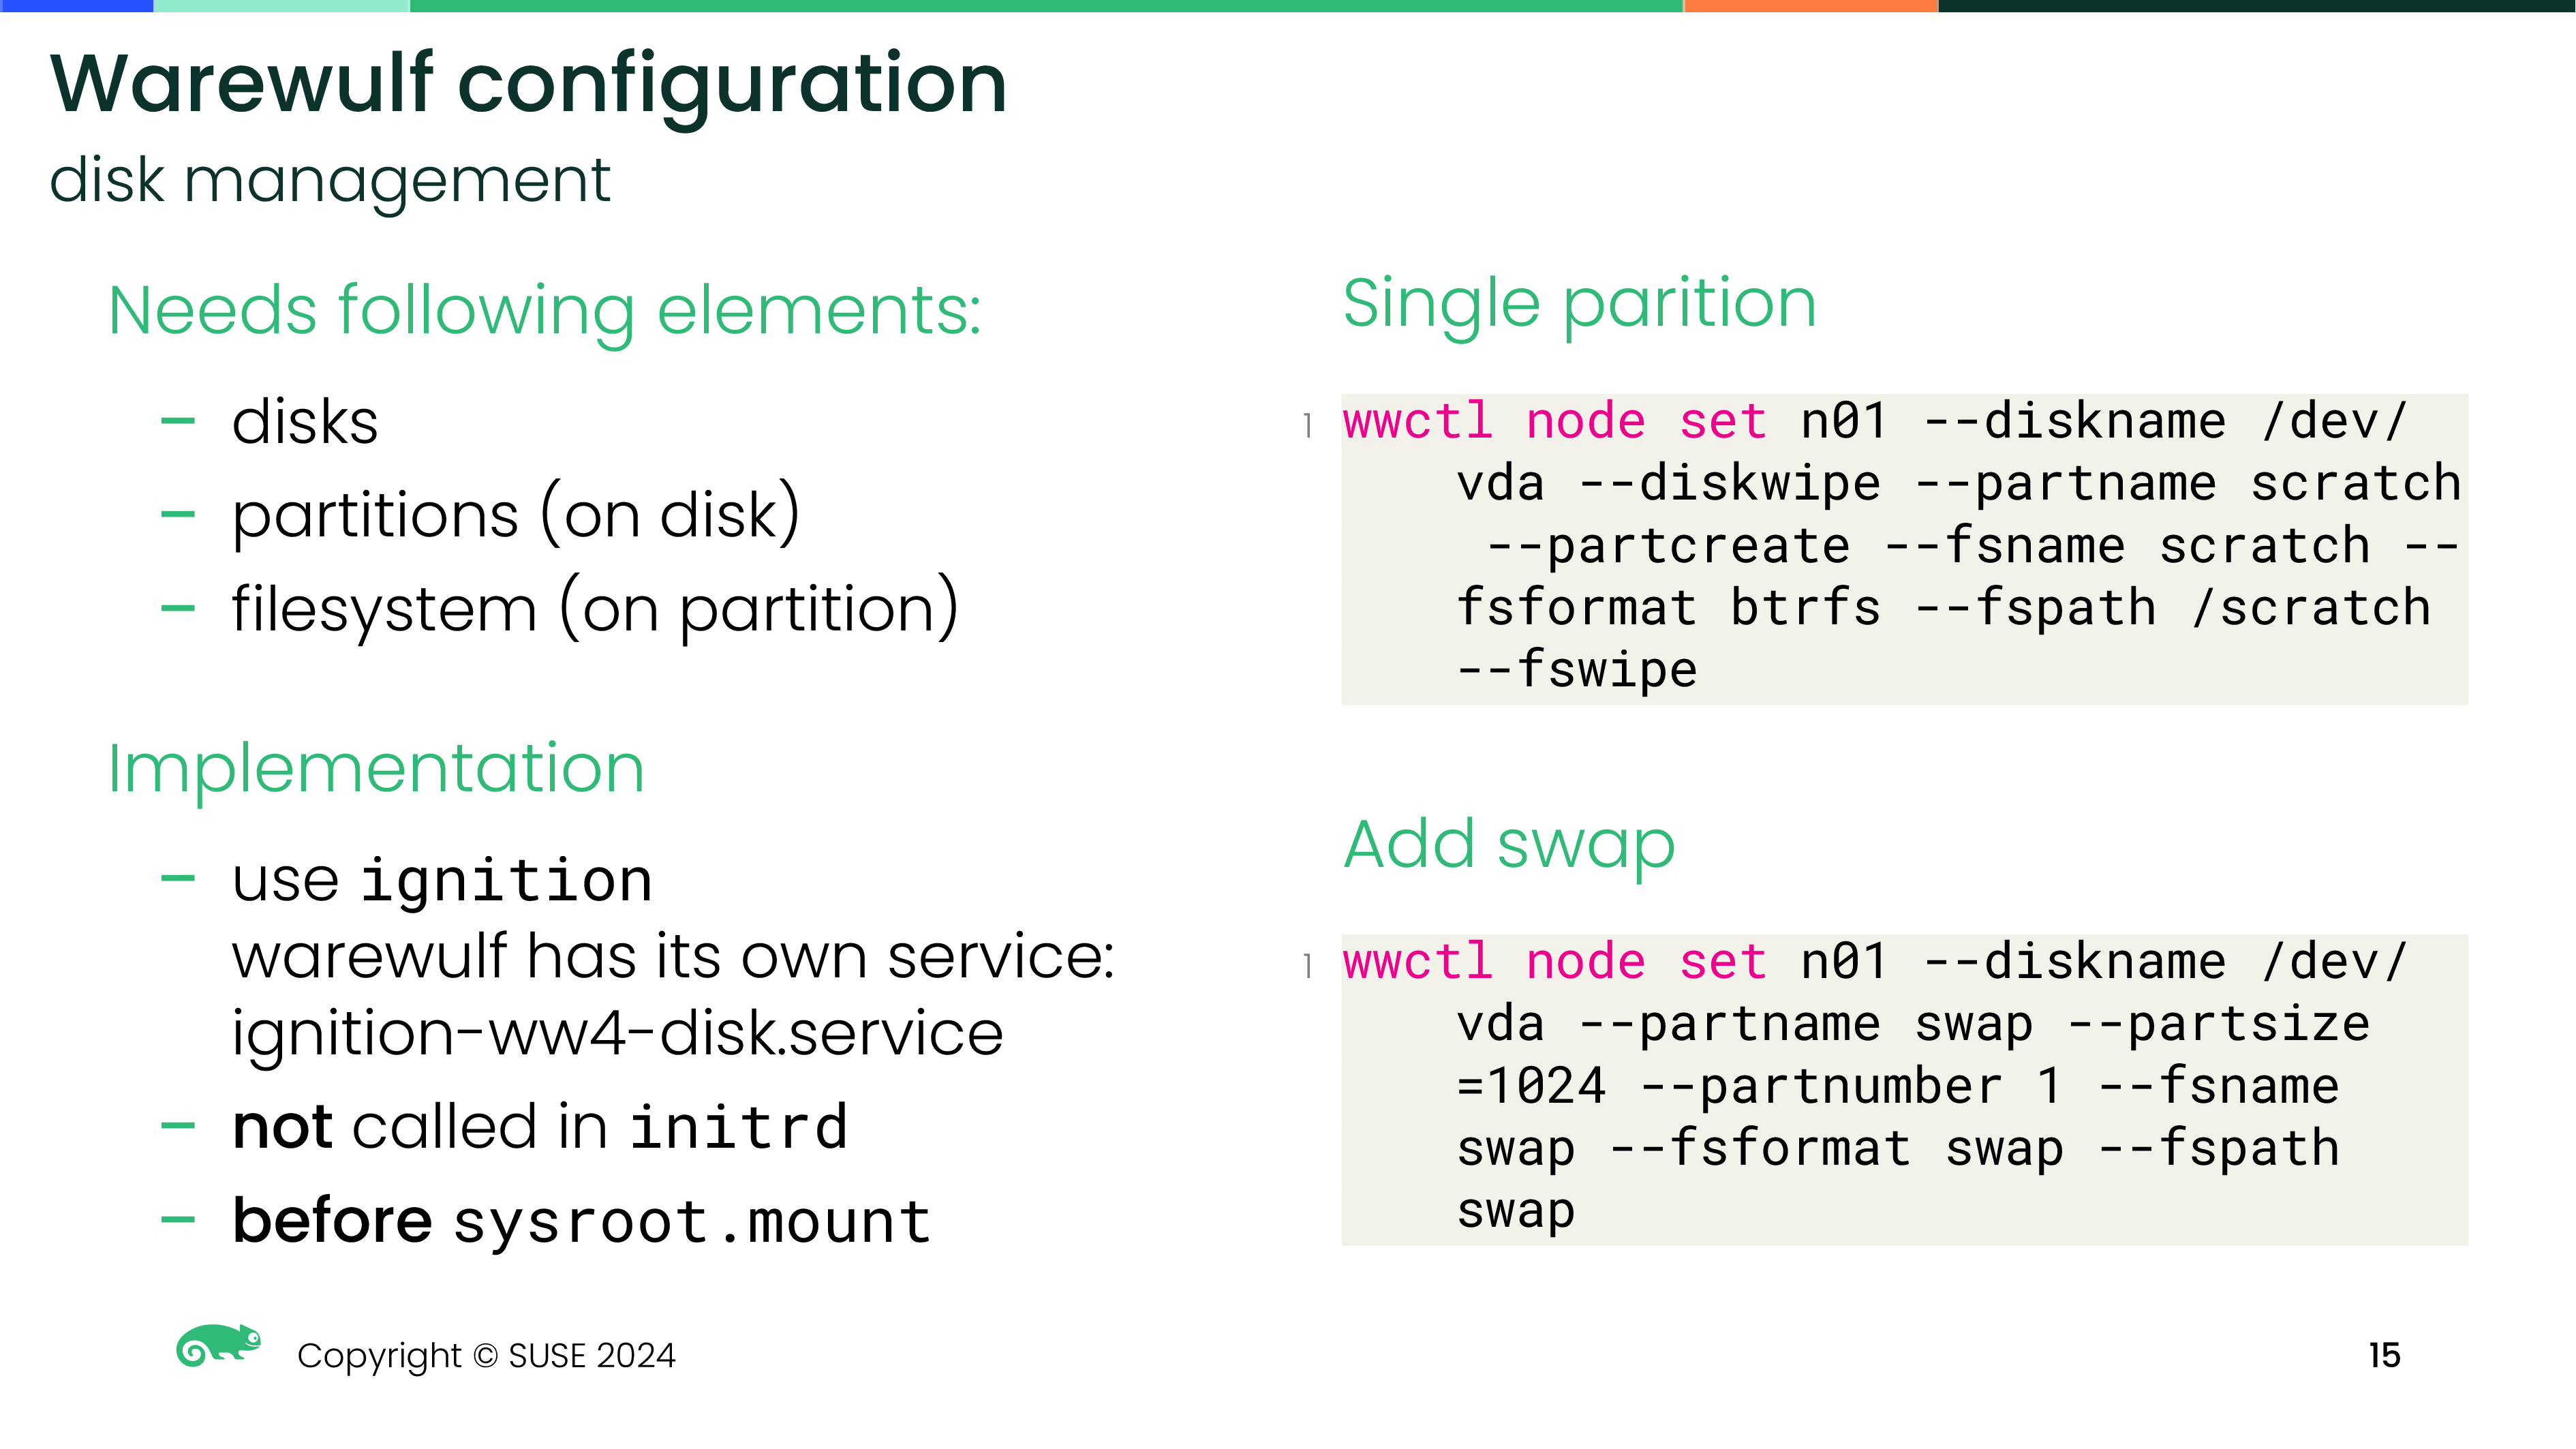 Warewulf configuration
disk management
Needs following elements:
– disks
– partitions (on disk)
– filesystem (on partition)
Implementation
– use ignition
warewulf has its own service:
ignition-ww4-disk.service
– not called in initrd
– before sysroot.mount
Single parition
1 wwctl node set n01 --diskname /dev/
vda --diskwipe --partname scratch
--partcreate --fsname scratch --
fsformat btrfs --fspath /scratch
--fswipe
Add swap
1 wwctl node set n01 --diskname /dev/
vda --partname swap --partsize
=1024 --partnumber 1 --fsname
swap --fsformat swap --fspath
swap
Copyright © SUSE 2024
15